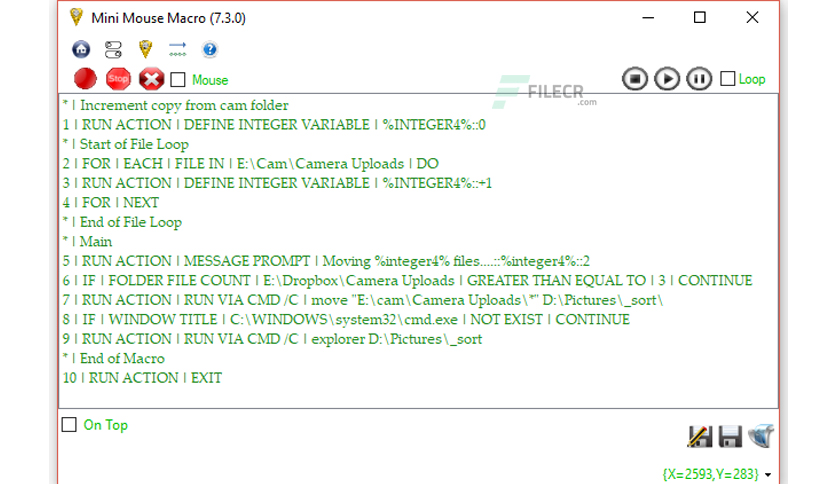 Mini Mouse Macro (7.3.0)
Stop
Mouse
Loop
FILECR
.com
* | Increment copy from cam folder
1 | RUN ACTION | DEFINE INTEGER VARIABLE | %INTEGER4%::0
* | Start of File Loop
2 | FOR | EACH | FILE IN | E:\Cam\Camera Uploads | DO
3 | RUN ACTION | DEFINE INTEGER VARIABLE | %INTEGER4%::+1
4 | FOR | NEXT
* | End of File Loop
* | Main
5 | RUN ACTION | MESSAGE PROMPT | Moving %integer4% files....::%integer4%::2
6 | IF | FOLDER FILE COUNT | E:\Dropbox\Camera Uploads | GREATER THAN EQUAL TO | 3 | CONTINUE
7 | RUN ACTION | RUN VIA CMD /C | move "E:\cam\Camera Uploads\*" D:\Pictures\_sort\
8 | IF | WINDOW TITLE | C:\WINDOWS\system32\cmd.exe | NOT EXIST | CONTINUE
9 | RUN ACTION | RUN VIA CMD /C | explorer D:\Pictures\_sort
* | End of Macro
10 | RUN ACTION | EXIT
On Top
{X=2593,Y=283}